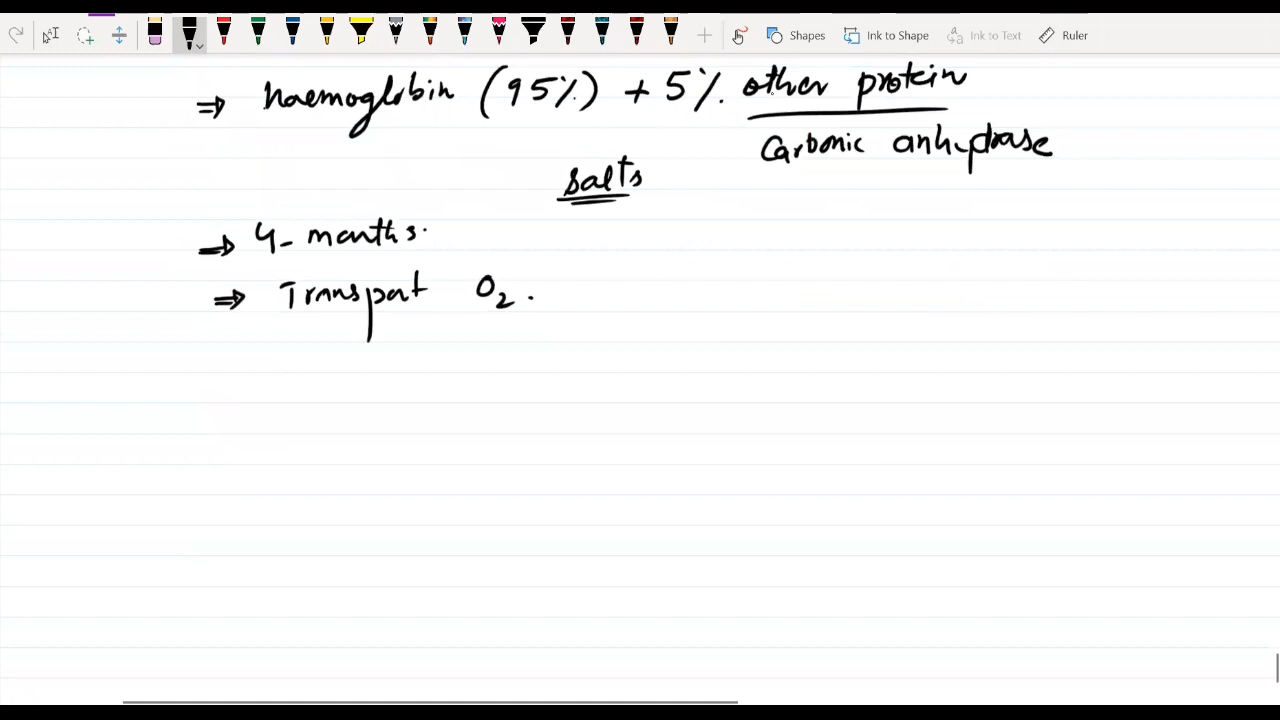 Shapes Ink to Shape Ink to Text Ruler
⇒ haemoglobin (95%) + 5% other protein
Carbonic anhydrase
salts
⇒ 4- months.
⇒ Transpat O₂.